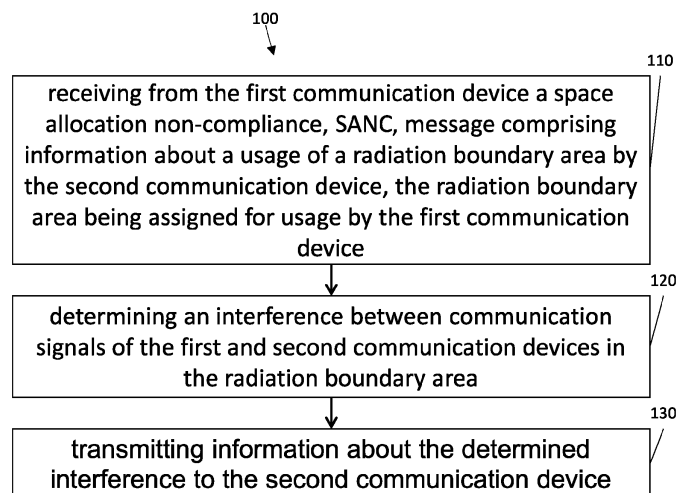 100
110
receiving from the first communication device a space
allocation non-compliance, SANC, message comprising
information about a usage of a radiation boundary area by
the second communication device, the radiation boundary
area being assigned for usage by the first communication
device
120
determining an interference between communication
signals of the first and second communication devices in
the radiation boundary area
130
transmitting information about the determined
interference to the second communication device